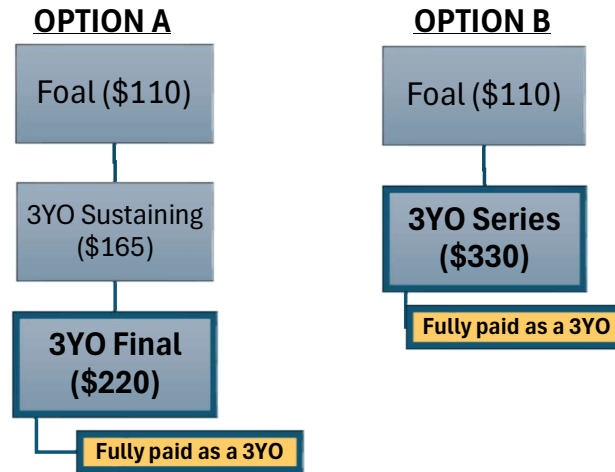 OPTION A
Foal ($110)
3YO Sustaining
($165)
3YO Final
($220)
Fully paid as a 3YO
OPTION B
Foal ($110)
3YO Series
($330)
Fully paid as a 3YO